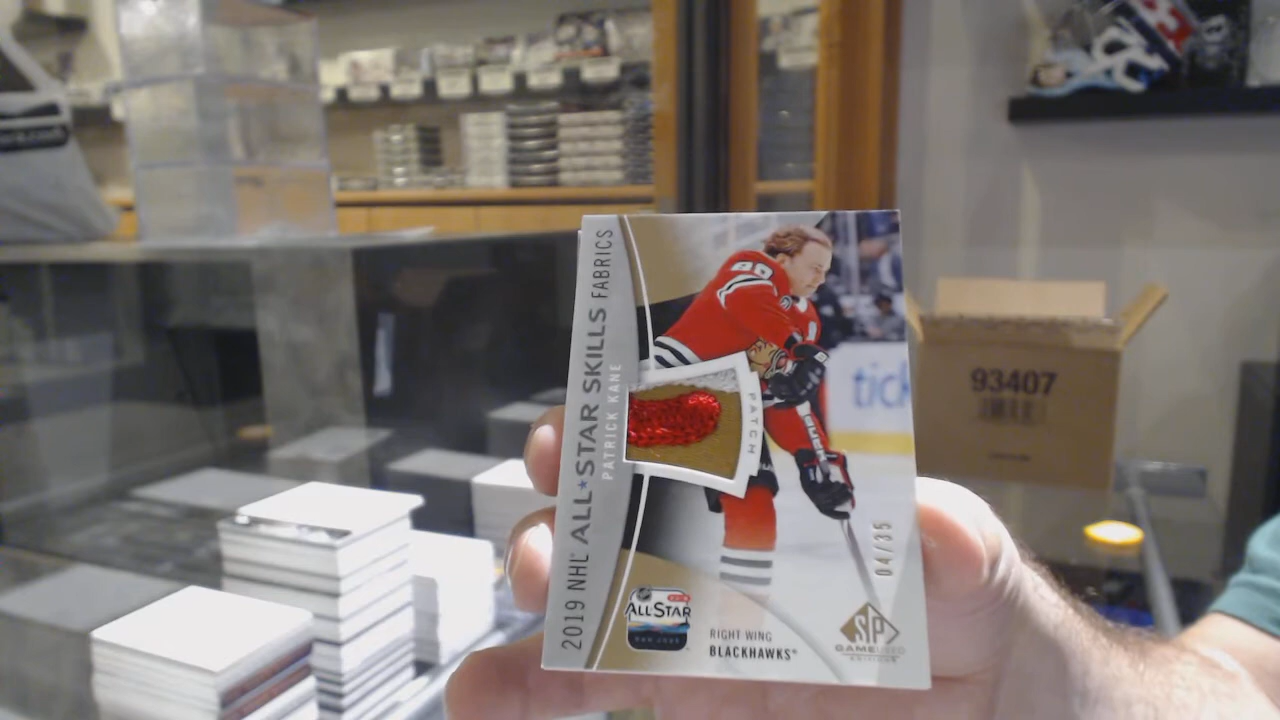 2019 NHL ALL★STAR SKILLS FABRICS
PATRICK KANE
88
PATCH
tick
04/35
ALL STAR
SAN JOSE
RIGHT WING
BLACKHAWKS
SP
GAME USED
EDITION
93407